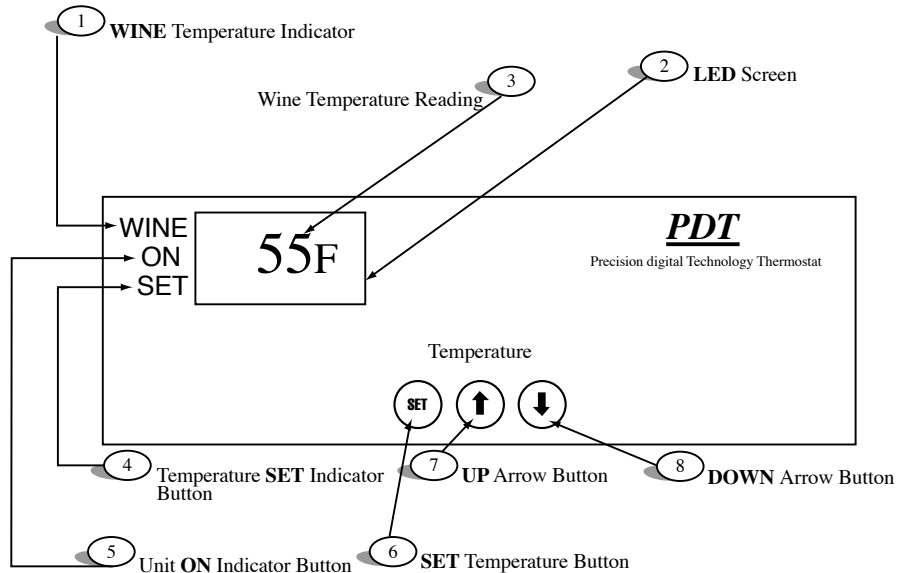 1
WINE Temperature Indicator
2
LED Screen
3
Wine Temperature Reading
WINE
ON
SET
55F
PDT
Precision digital Technology Thermostat
Temperature
SET
4
Temperature SET Indicator
Button
7
UP Arrow Button
8
DOWN Arrow Button
5
Unit ON Indicator Button
6
SET Temperature Button